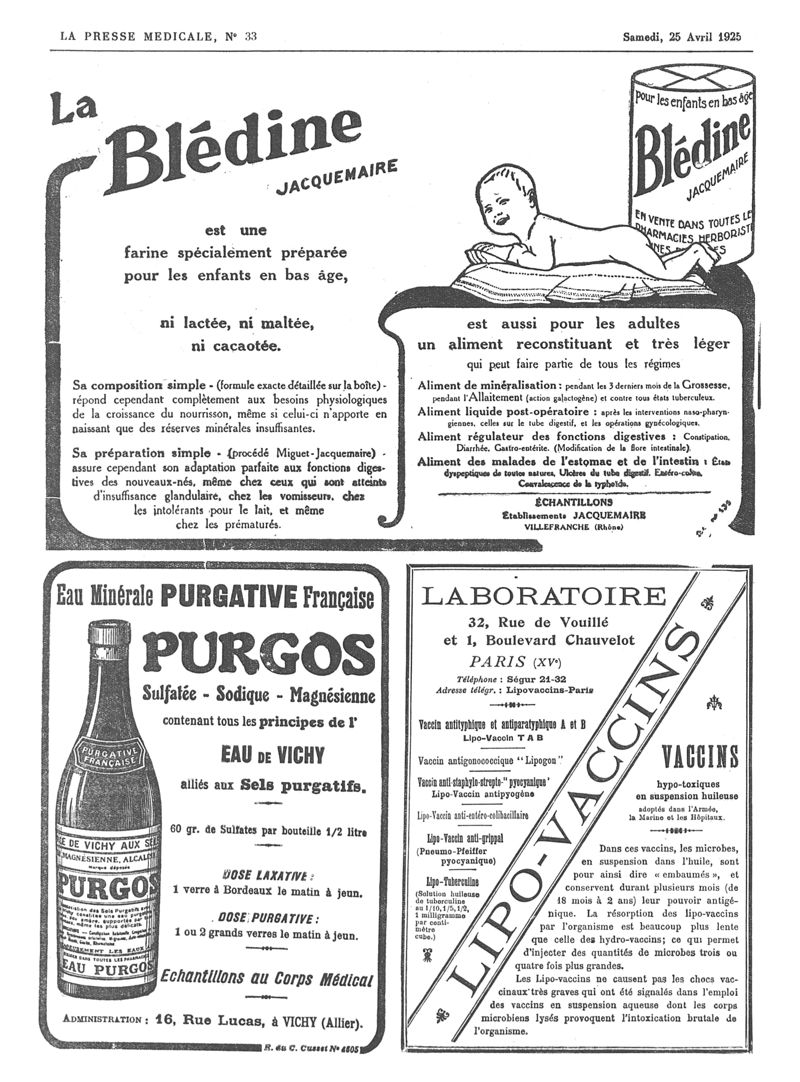 LA PRESSE MEDICALE, N° 33
Samedi, 25 Avril 1925
La
Blédine
JACQUEMAIRE
est une
farine spécialement préparée
pour les enfants en bas âge,
ni lactée, ni maltée,
ni cacaotée.
Sa composition simple - (formule exacte détaillée sur la boîte) -
répond cependant complètement aux besoins physiologiques
de la croissance du nourrisson, même si celui-ci n'apporte en
naissant que des réserves minérales insuffisantes.
Sa préparation simple - (procédé Miguet-Jacquemaire) -
assure cependant son adaptation parfaite aux fonctions diges-
tives des nouveaux-nés, même chez ceux qui sont atteints
d'insuffisance glandulaire, chez les vomisseurs, chez
les intolérants pour le lait, et même
chez les prématurés.
pour les enfants en bas âge
Blédine
JACQUEMAIRE
EN VENTE DANS TOUTES LES
PHARMACIES HERBORISTE
est aussi pour les adultes
un aliment reconstituant et très léger
qui peut faire partie de tous les régimes
Aliment de minéralisation : pendant les 3 derniers mois de la Grossesse,
pendant l'Allaitement (action galactogène) et contre tous états tuberculeux.
Aliment liquide post-opératoire : après les interventions naso-pharyn-
giennes, celles sur le tube digestif, et les opérations gynécologiques.
Aliment régulateur des fonctions digestives : Constipation,
Diarrhée, Gastro-entérite. (Modification de la flore intestinale).
Aliment des malades de l'estomac et de l'intestin : États
dyspeptiques de toutes natures, Ulcères du tube digestif, Entéro-colite,
Convalescence de la typhoïde.
ÉCHANTILLONS
Établissements JACQUEMAIRE
VILLEFRANCHE (Rhône)
Eau Minérale PURGATIVE Française
PURGOS
Sulfatée - Sodique - Magnésienne
contenant tous les principes de l'
EAU DE VICHY
alliés aux Sels purgatifs.
60 gr. de Sulfates par bouteille 1/2 litre
DOSE LAXATIVE :
1 verre à Bordeaux le matin à jeun.
DOSE PURGATIVE :
1 ou 2 grands verres le matin à jeun.
Echantillons au Corps Médical
ADMINISTRATION : 16, Rue Lucas, à VICHY (Allier).
R. du C. Cusset N° 4605
PURGATIVE
FRANÇAISE
DE VICHY AUX SE
MAGNÉSIENNE, ALCALI
PURGOS
EAU PURGOS
LABORATOIRE
32, Rue de Vouillé
et 1, Boulevard Chauvelot
PARIS (XVe)
Téléphone : Ségur 21-32
Adresse télégr. : Lipovaccins-Paris
Vaccin antityphique et antiparatyphique A et B
Lipo-Vaccin T A B
Vaccin antigonococcique "Lipogon"
Vaccin anti-staphylo-strepto-"pyocyanique'
Lipo-Vaccin antipyogène
Lipo-Vaccin anti-entéro-colibacillaire
Lipo-Vaccin anti-grippal
(Pneumo-Pfeiffer
pyocyanique)
Lipo-Tuberculine
(Solution huileuse
de tuberculine
au 1/10, 1/5, 1/2,
1 milligramme
par centi-
mètre
cube.)
LIPO-VACCINS
VACCINS
hypo-toxiques
en suspension huileuse
adoptés dans l'Armée,
la Marine et les Hôpitaux.
Dans ces vaccins, les microbes,
en suspension dans l'huile, sont
pour ainsi dire « embaumés », et
conservent durant plusieurs mois (de
18 mois à 2 ans) leur pouvoir antigé-
nique. La résorption des lipo-vaccins
par l'organisme est beaucoup plus lente
que celle des hydro-vaccins; ce qui permet
d'injecter des quantités de microbes trois ou
quatre fois plus grandes.
Les Lipo-vaccins ne causent pas les chocs vac-
cinaux très graves qui ont été signalés dans l'emploi
des vaccins en suspension aqueuse dont les corps
microbiens lysés provoquent l'intoxication brutale de
l'organisme.